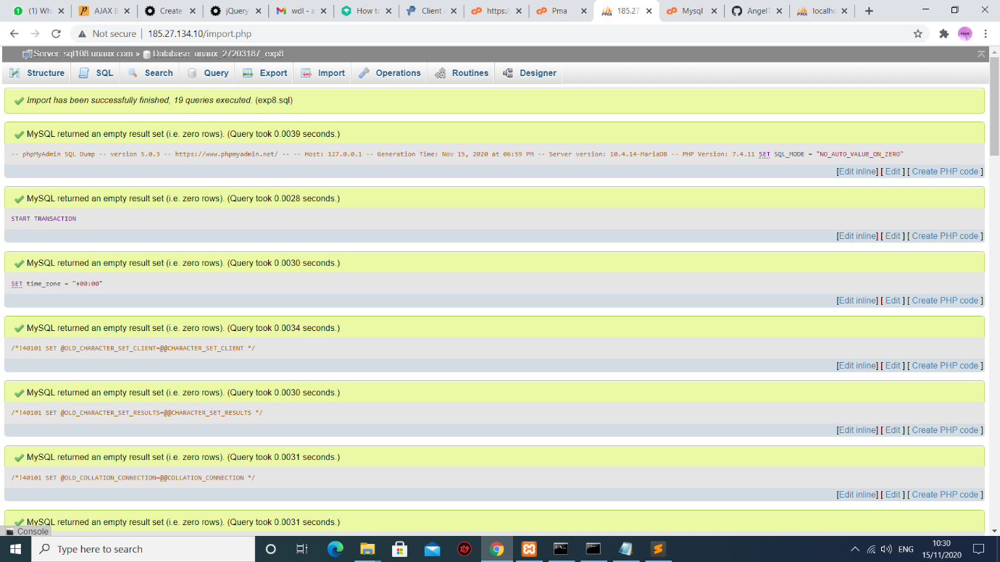 (1) Wh
AJAX B
Create
jQuery
wdl - a
How to
Client A
https:/
Pma
185.27
Mysql
AngelT
localho
Not secure | 185.27.134.10/import.php
Server: sql108.unaux.com » Database: unaux_27203187_exp8
Structure SQL Search Query Export Import Operations Routines Designer
Import has been successfully finished, 19 queries executed. (exp8.sql)
MySQL returned an empty result set (i.e. zero rows). (Query took 0.0039 seconds.)
-- phpMyAdmin SQL Dump -- version 5.0.3 -- https://www.phpmyadmin.net/ -- -- Host: 127.0.0.1 -- Generation Time: Nov 15, 2020 at 06:59 PM -- Server version: 10.4.14-MariaDB -- PHP Version: 7.4.11 SET SQL_MODE = "NO_AUTO_VALUE_ON_ZERO"
[Edit inline] [ Edit ] [ Create PHP code ]
MySQL returned an empty result set (i.e. zero rows). (Query took 0.0028 seconds.)
START TRANSACTION
[Edit inline] [ Edit ] [ Create PHP code ]
MySQL returned an empty result set (i.e. zero rows). (Query took 0.0030 seconds.)
SET time_zone = "+00:00"
[Edit inline] [ Edit ] [ Create PHP code ]
MySQL returned an empty result set (i.e. zero rows). (Query took 0.0034 seconds.)
/*!40101 SET @OLD_CHARACTER_SET_CLIENT=@@CHARACTER_SET_CLIENT */
[Edit inline] [ Edit ] [ Create PHP code ]
MySQL returned an empty result set (i.e. zero rows). (Query took 0.0030 seconds.)
/*!40101 SET @OLD_CHARACTER_SET_RESULTS=@@CHARACTER_SET_RESULTS */
[Edit inline] [ Edit ] [ Create PHP code ]
MySQL returned an empty result set (i.e. zero rows). (Query took 0.0031 seconds.)
/*!40101 SET @OLD_COLLATION_CONNECTION=@@COLLATION_CONNECTION */
[Edit inline] [ Edit ] [ Create PHP code ]
MySQL returned an empty result set (i.e. zero rows). (Query took 0.0031 seconds.)
Console
Type here to search
ENG
10:30
15/11/2020